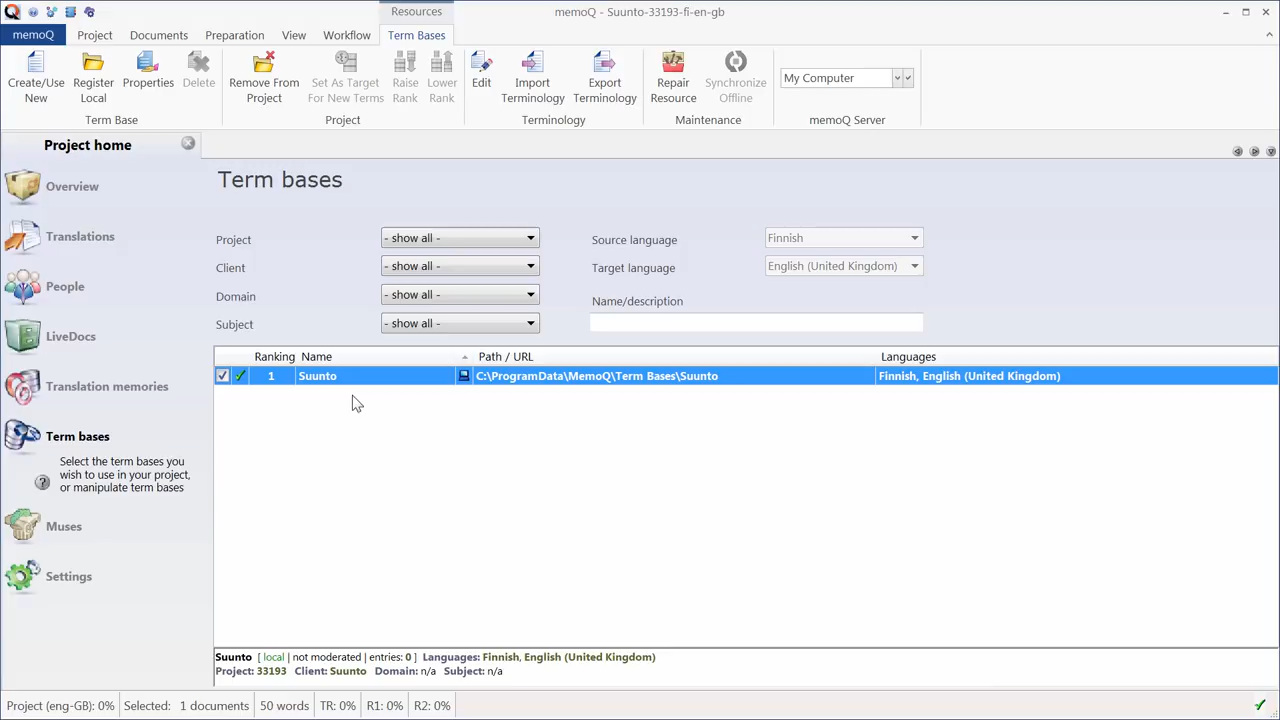 Resources
memoQ - Suunto-33193-fi-en-gb
memoQ Project Documents Preparation View Workflow Term Bases
Create/Use New Register Local Properties Delete Remove From Project Set As Target For New Terms Raise Rank Lower Rank Edit Import Terminology Export Terminology Repair Resource Synchronize Offline My Computer
Term Base Project Terminology Maintenance memoQ Server
Project home
Overview
Translations
People
LiveDocs
Translation memories
Term bases
Select the term bases you
wish to use in your project,
or manipulate term bases
Muses
Settings
Term bases
Project - show all - Source language Finnish
Client - show all - Target language English (United Kingdom)
Domain - show all - Name/description
Subject - show all -
Ranking Name Path / URL Languages
1 Suunto C:\ProgramData\MemoQ\Term Bases\Suunto Finnish, English (United Kingdom)
Suunto [ local | not moderated | entries: 0 ] Languages: Finnish, English (United Kingdom)
Project: 33193 Client: Suunto Domain: n/a Subject: n/a
Project (eng-GB): 0% Selected: 1 documents 50 words TR: 0% R1: 0% R2: 0%